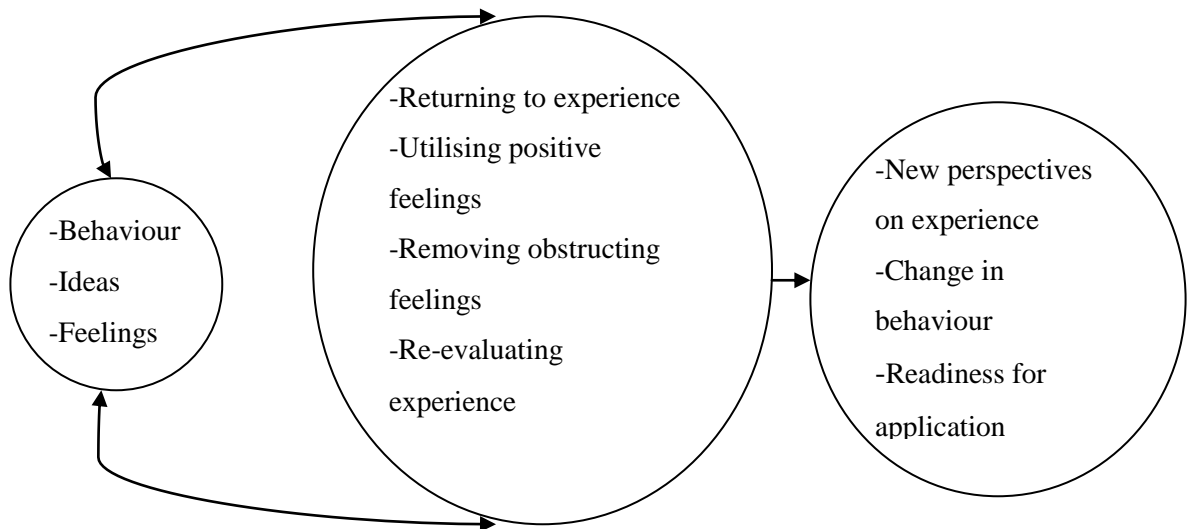 -Behaviour
-Ideas
-Feelings
-Returning to experience
-Utilising positive
feelings
-Removing obstructing
feelings
-Re-evaluating
experience
-New perspectives
on experience
-Change in
behaviour
-Readiness for
application